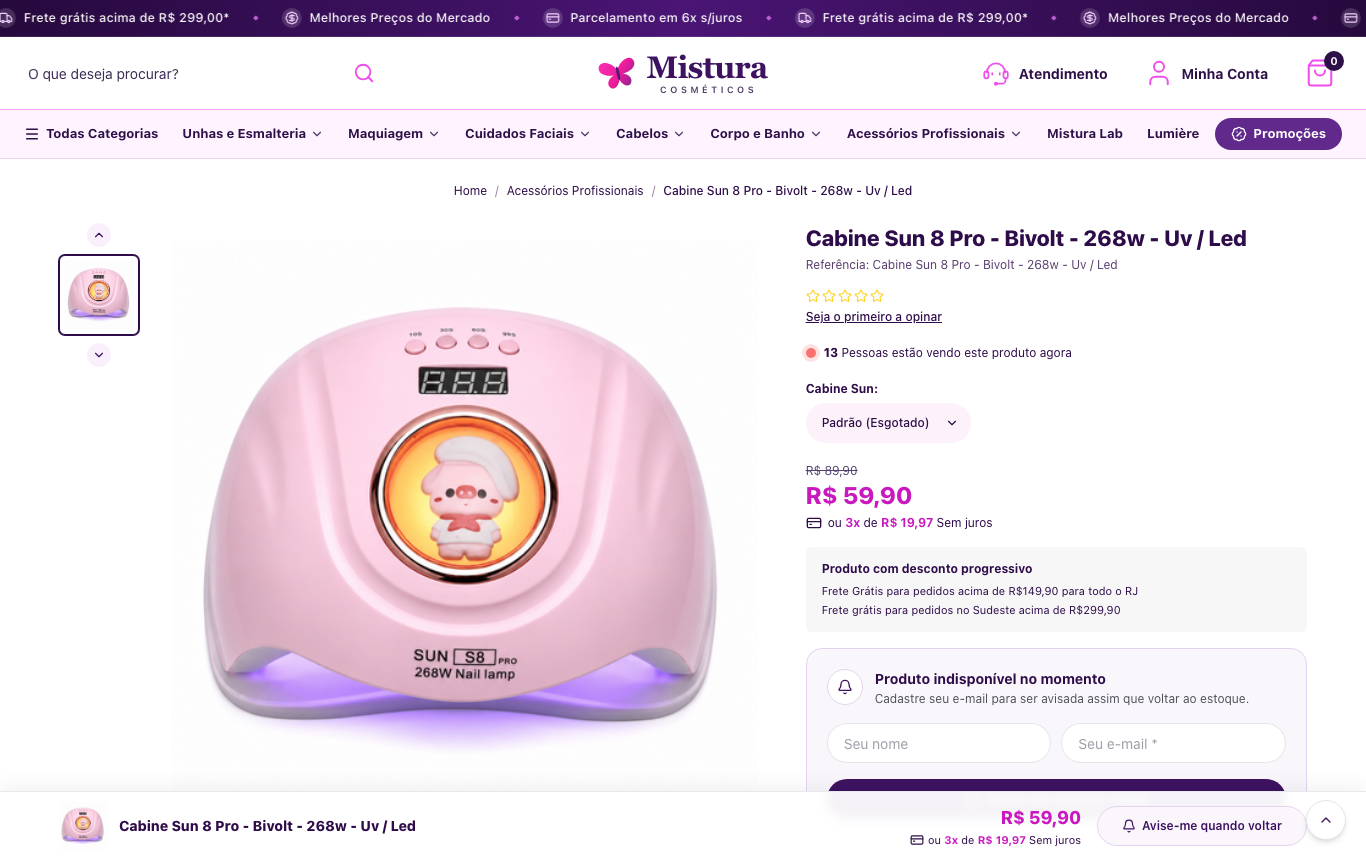 Frete grátis acima de R$ 299,00* • Melhores Preços do Mercado • Parcelamento em 6x s/juros • Frete grátis acima de R$ 299,00* • Melhores Preços do Mercado •
O que deseja procurar?
Mistura
COSMÉTICOS
Atendimento
Minha Conta
0
Todas Categorias
Unhas e Esmalteria
Maquiagem
Cuidados Faciais
Cabelos
Corpo e Banho
Acessórios Profissionais
Mistura Lab
Lumière
Promoções
Home / Acessórios Profissionais / Cabine Sun 8 Pro - Bivolt - 268w - Uv / Led
10S 30S 60S 99S
8.8.8
SUN S8 PRO
268W Nail lamp
Cabine Sun 8 Pro - Bivolt - 268w - Uv / Led
Referência: Cabine Sun 8 Pro - Bivolt - 268w - Uv / Led
Seja o primeiro a opinar
13 Pessoas estão vendo este produto agora
Cabine Sun:
Padrão (Esgotado)
R$ 89,90
R$ 59,90
ou 3x de R$ 19,97 Sem juros
Produto com desconto progressivo
Frete Grátis para pedidos acima de R$149,90 para todo o RJ
Frete grátis para pedidos no Sudeste acima de R$299,90
Produto indisponível no momento
Cadastre seu e-mail para ser avisada assim que voltar ao estoque.
Seu nome
Seu e-mail *
Cabine Sun 8 Pro - Bivolt - 268w - Uv / Led
R$ 59,90
ou 3x de R$ 19,97 Sem juros
Avise-me quando voltar